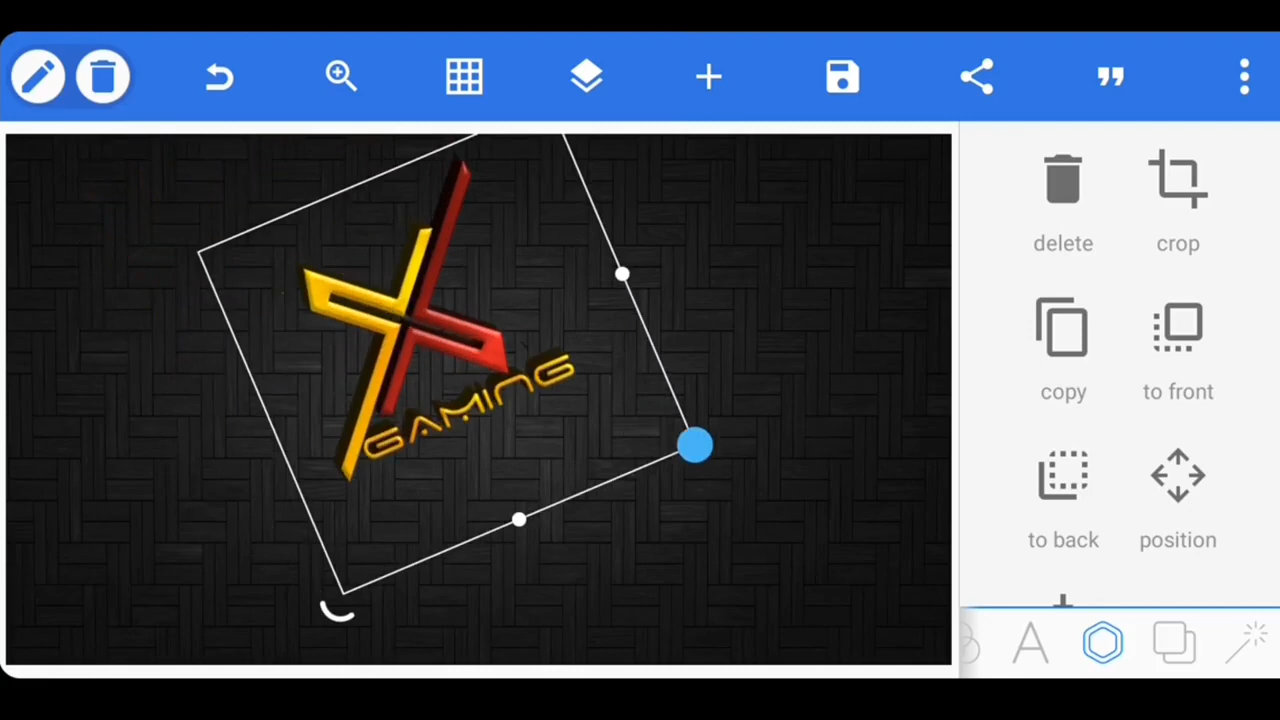 X
GAMING
delete
crop
copy
to front
to back
position